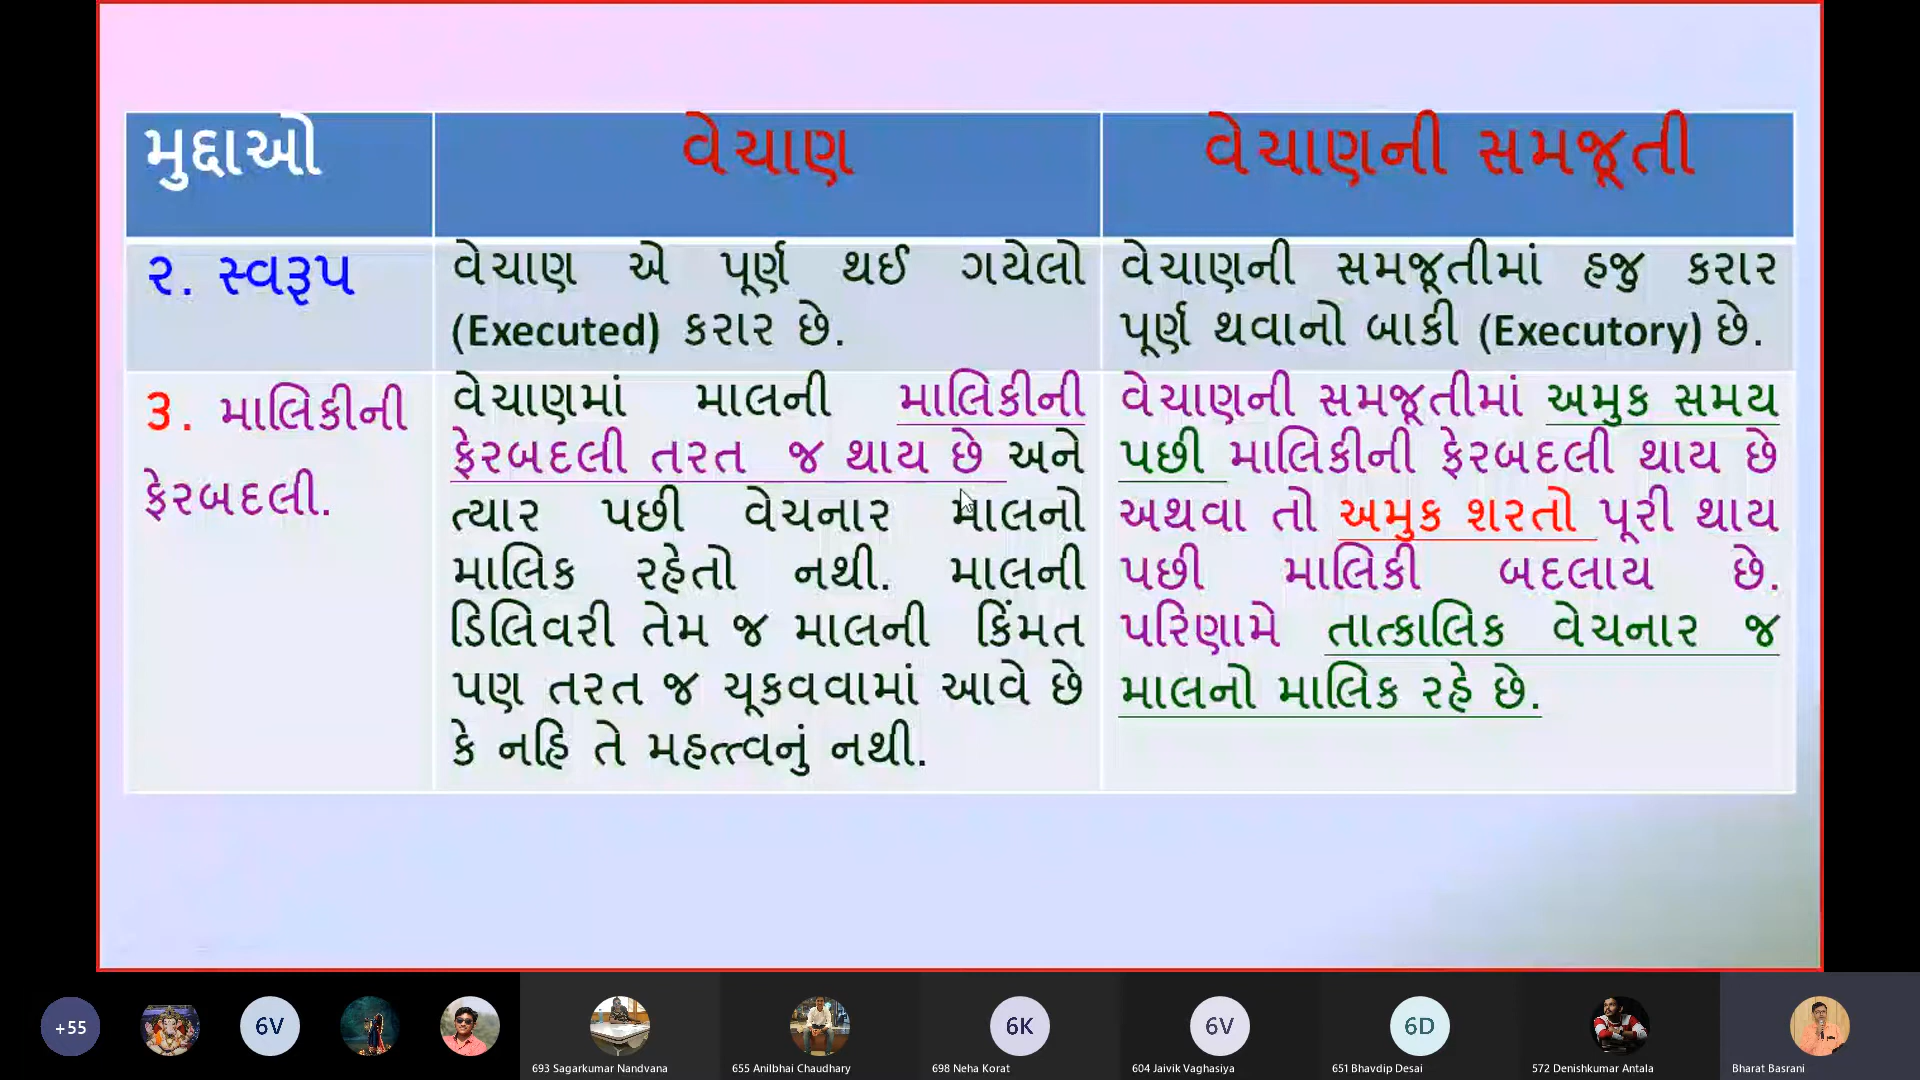 મુદ્દાઓ
વેચાણ
વેચાણની સમજૂતી
૨. સ્વરૂપ
વેચાણ એ પૂર્ણ થઈ ગયેલો
(Executed) કરાર છે.
વેચાણની સમજૂતીમાં હજુ કરાર
પૂર્ણ થવાનો બાકી (Executory) છે.
૩. માલિકીની
ફેરબદલી.
વેચાણમાં માલની માલિકીની
ફેરબદલી તરત જ થાય છે અને
ત્યાર પછી વેચનાર માલનો
માલિક રહેતો નથી. માલની
ડિલિવરી તેમ જ માલની કિંમત
પણ તરત જ ચૂકવવામાં આવે છે
કે નહિ તે મહત્ત્વનું નથી.
વેચાણની સમજૂતીમાં અમુક સમય
પછી માલિકીની ફેરબદલી થાય છે
અથવા તો અમુક શરતો પૂરી થાય
પછી માલિકી બદલાય છે.
પરિણામે તાત્કાલિક વેચનાર જ
માલનો માલિક રહે છે.
+55
6V
6K
6V
6D
693 Sagarkumar Nandvana
655 Anilbhai Chaudhary
698 Neha Korat
604 Jaivik Vaghasiya
651 Bhavdip Desai
572 Denishkumar Antala
Bharat Basrani